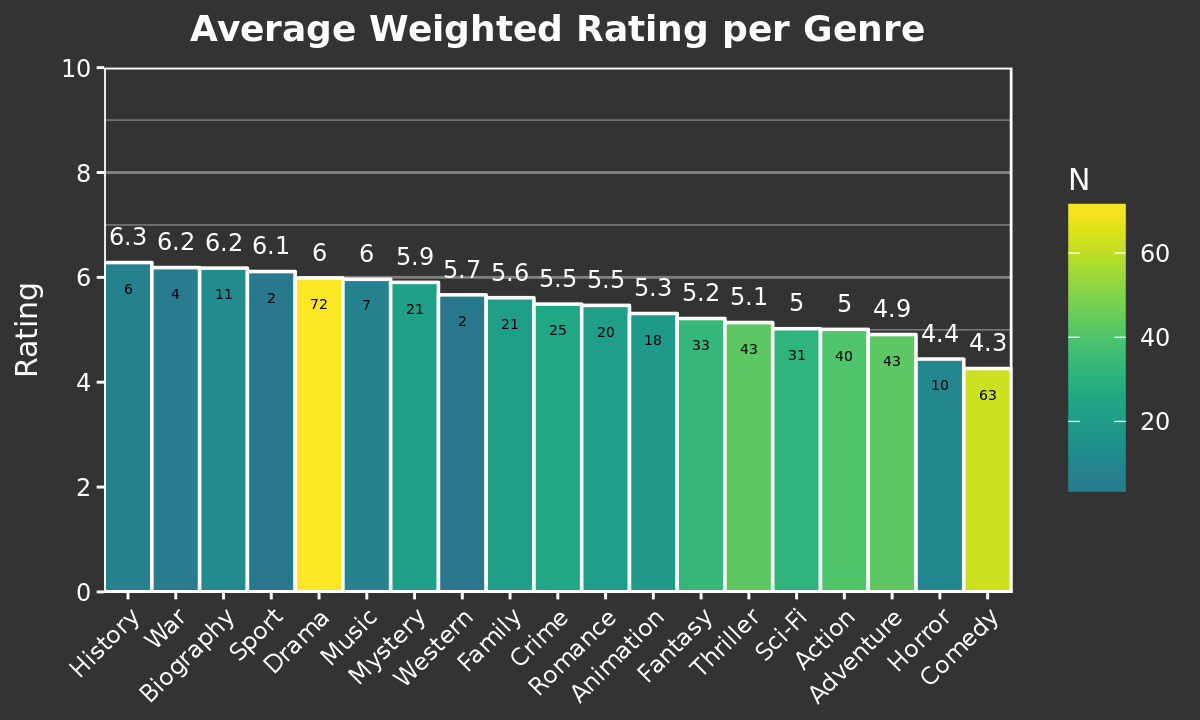 Average Weighted Rating per Genre
10
8
6
4
2
0
Rating
6.3 6.2 6.2 6.1 6 6 5.9 5.7 5.6 5.5 5.5 5.3 5.2 5.1 5 5 4.9 4.4 4.3
6 4 11 2 72 7 21 2 21 25 20 18 33 43 31 40 43 10 63
History War Biography Sport Drama Music Mystery Western Family Crime Romance Animation Fantasy Thriller Sci-Fi Action Adventure Horror Comedy
N
60
40
20